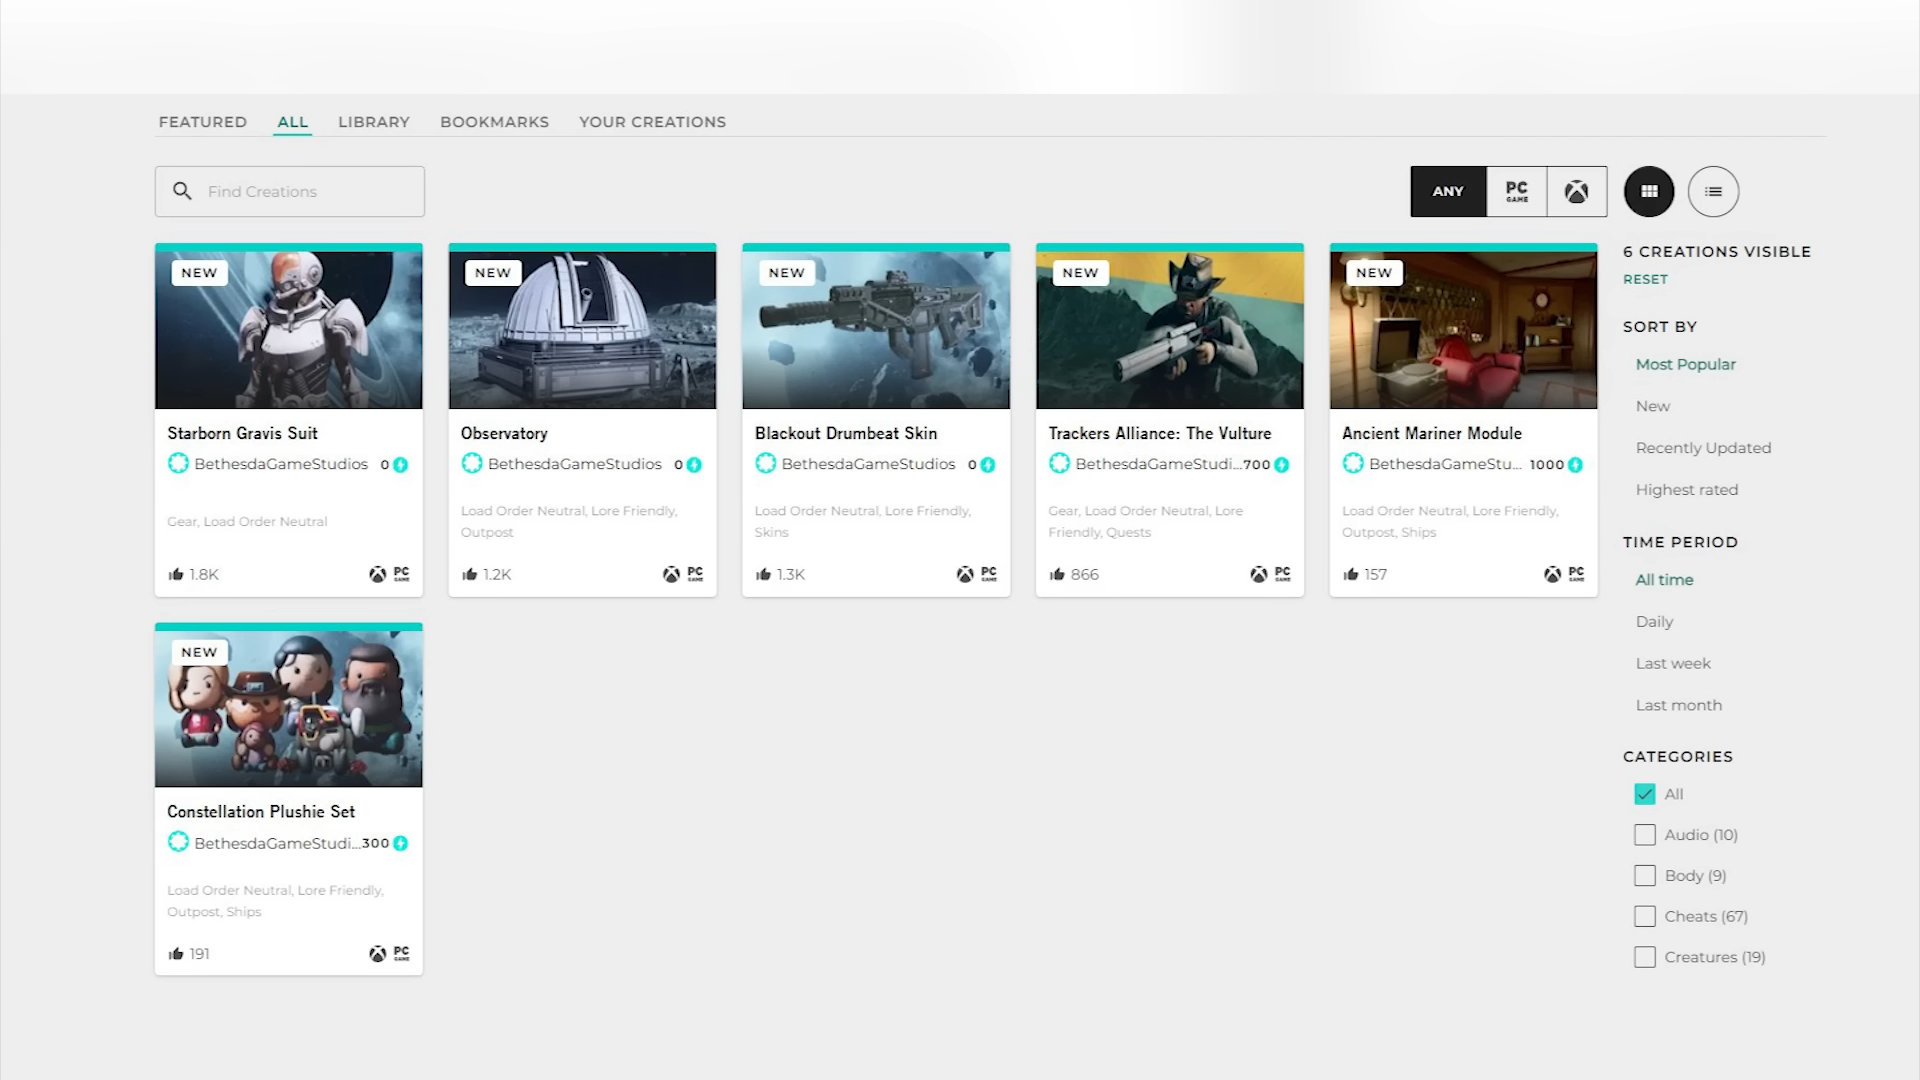 FEATURED ALL LIBRARY BOOKMARKS YOUR CREATIONS
Find Creations
ANY PC GAME
NEW
Starborn Gravis Suit
BethesdaGameStudios 0
Gear, Load Order Neutral
1.8K PC GAME
NEW
Observatory
BethesdaGameStudios 0
Load Order Neutral, Lore Friendly,
Outpost
1.2K PC GAME
NEW
Blackout Drumbeat Skin
BethesdaGameStudios 0
Load Order Neutral, Lore Friendly,
Skins
1.3K PC GAME
NEW
Trackers Alliance: The Vulture
BethesdaGameStudi...700
Gear, Load Order Neutral, Lore
Friendly, Quests
866 PC GAME
NEW
Ancient Mariner Module
BethesdaGameStu... 1000
Load Order Neutral, Lore Friendly,
Outpost, Ships
157 PC GAME
NEW
Constellation Plushie Set
BethesdaGameStudi...300
Load Order Neutral, Lore Friendly,
Outpost, Ships
191 PC GAME
6 CREATIONS VISIBLE
RESET
SORT BY
Most Popular
New
Recently Updated
Highest rated
TIME PERIOD
All time
Daily
Last week
Last month
CATEGORIES
All
Audio (10)
Body (9)
Cheats (67)
Creatures (19)